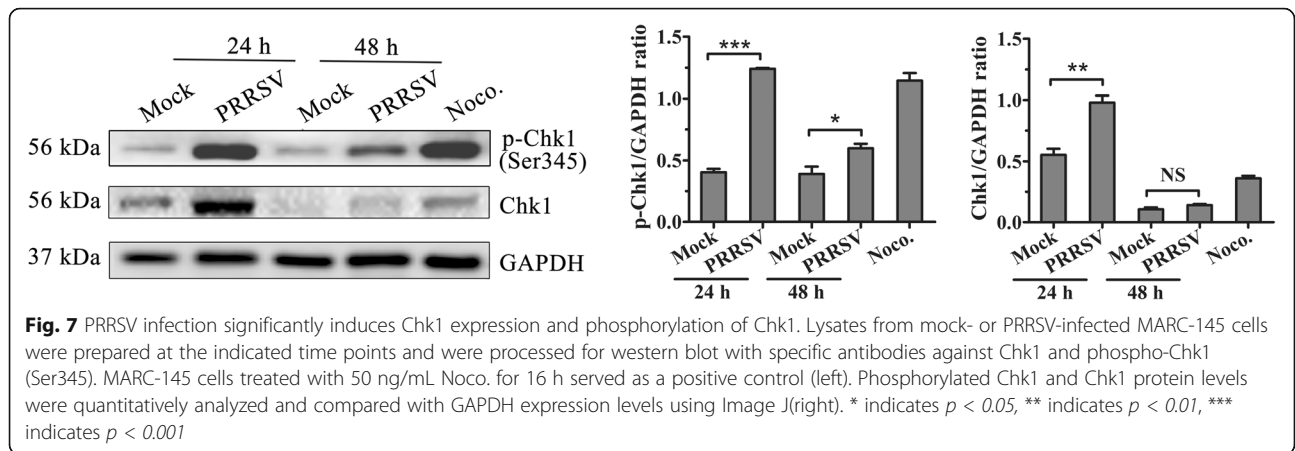 24 h 48 h
Mock PRRSV Mock PRRSV Noco.
56 kDa p-Chk1 (Ser345)
56 kDa Chk1
37 kDa GAPDH
p-Chk1/GAPDH ratio
1.5
1.0
0.5
0.0
***
*
Mock PRRSV Mock PRRSV Noco.
24 h 48 h
Chk1/GAPDH ratio
1.5
1.0
0.5
0.0
**
NS
Mock PRRSV Mock PRRSV Noco.
24 h 48 h
Fig. 7 PRRSV infection significantly induces Chk1 expression and phosphorylation of Chk1. Lysates from mock- or PRRSV-infected MARC-145 cells
were prepared at the indicated time points and were processed for western blot with specific antibodies against Chk1 and phospho-Chk1
(Ser345). MARC-145 cells treated with 50 ng/mL Noco. for 16 h served as a positive control (left). Phosphorylated Chk1 and Chk1 protein levels
were quantitatively analyzed and compared with GAPDH expression levels using Image J(right). * indicates p < 0.05, ** indicates p < 0.01, ***
indicates p < 0.001